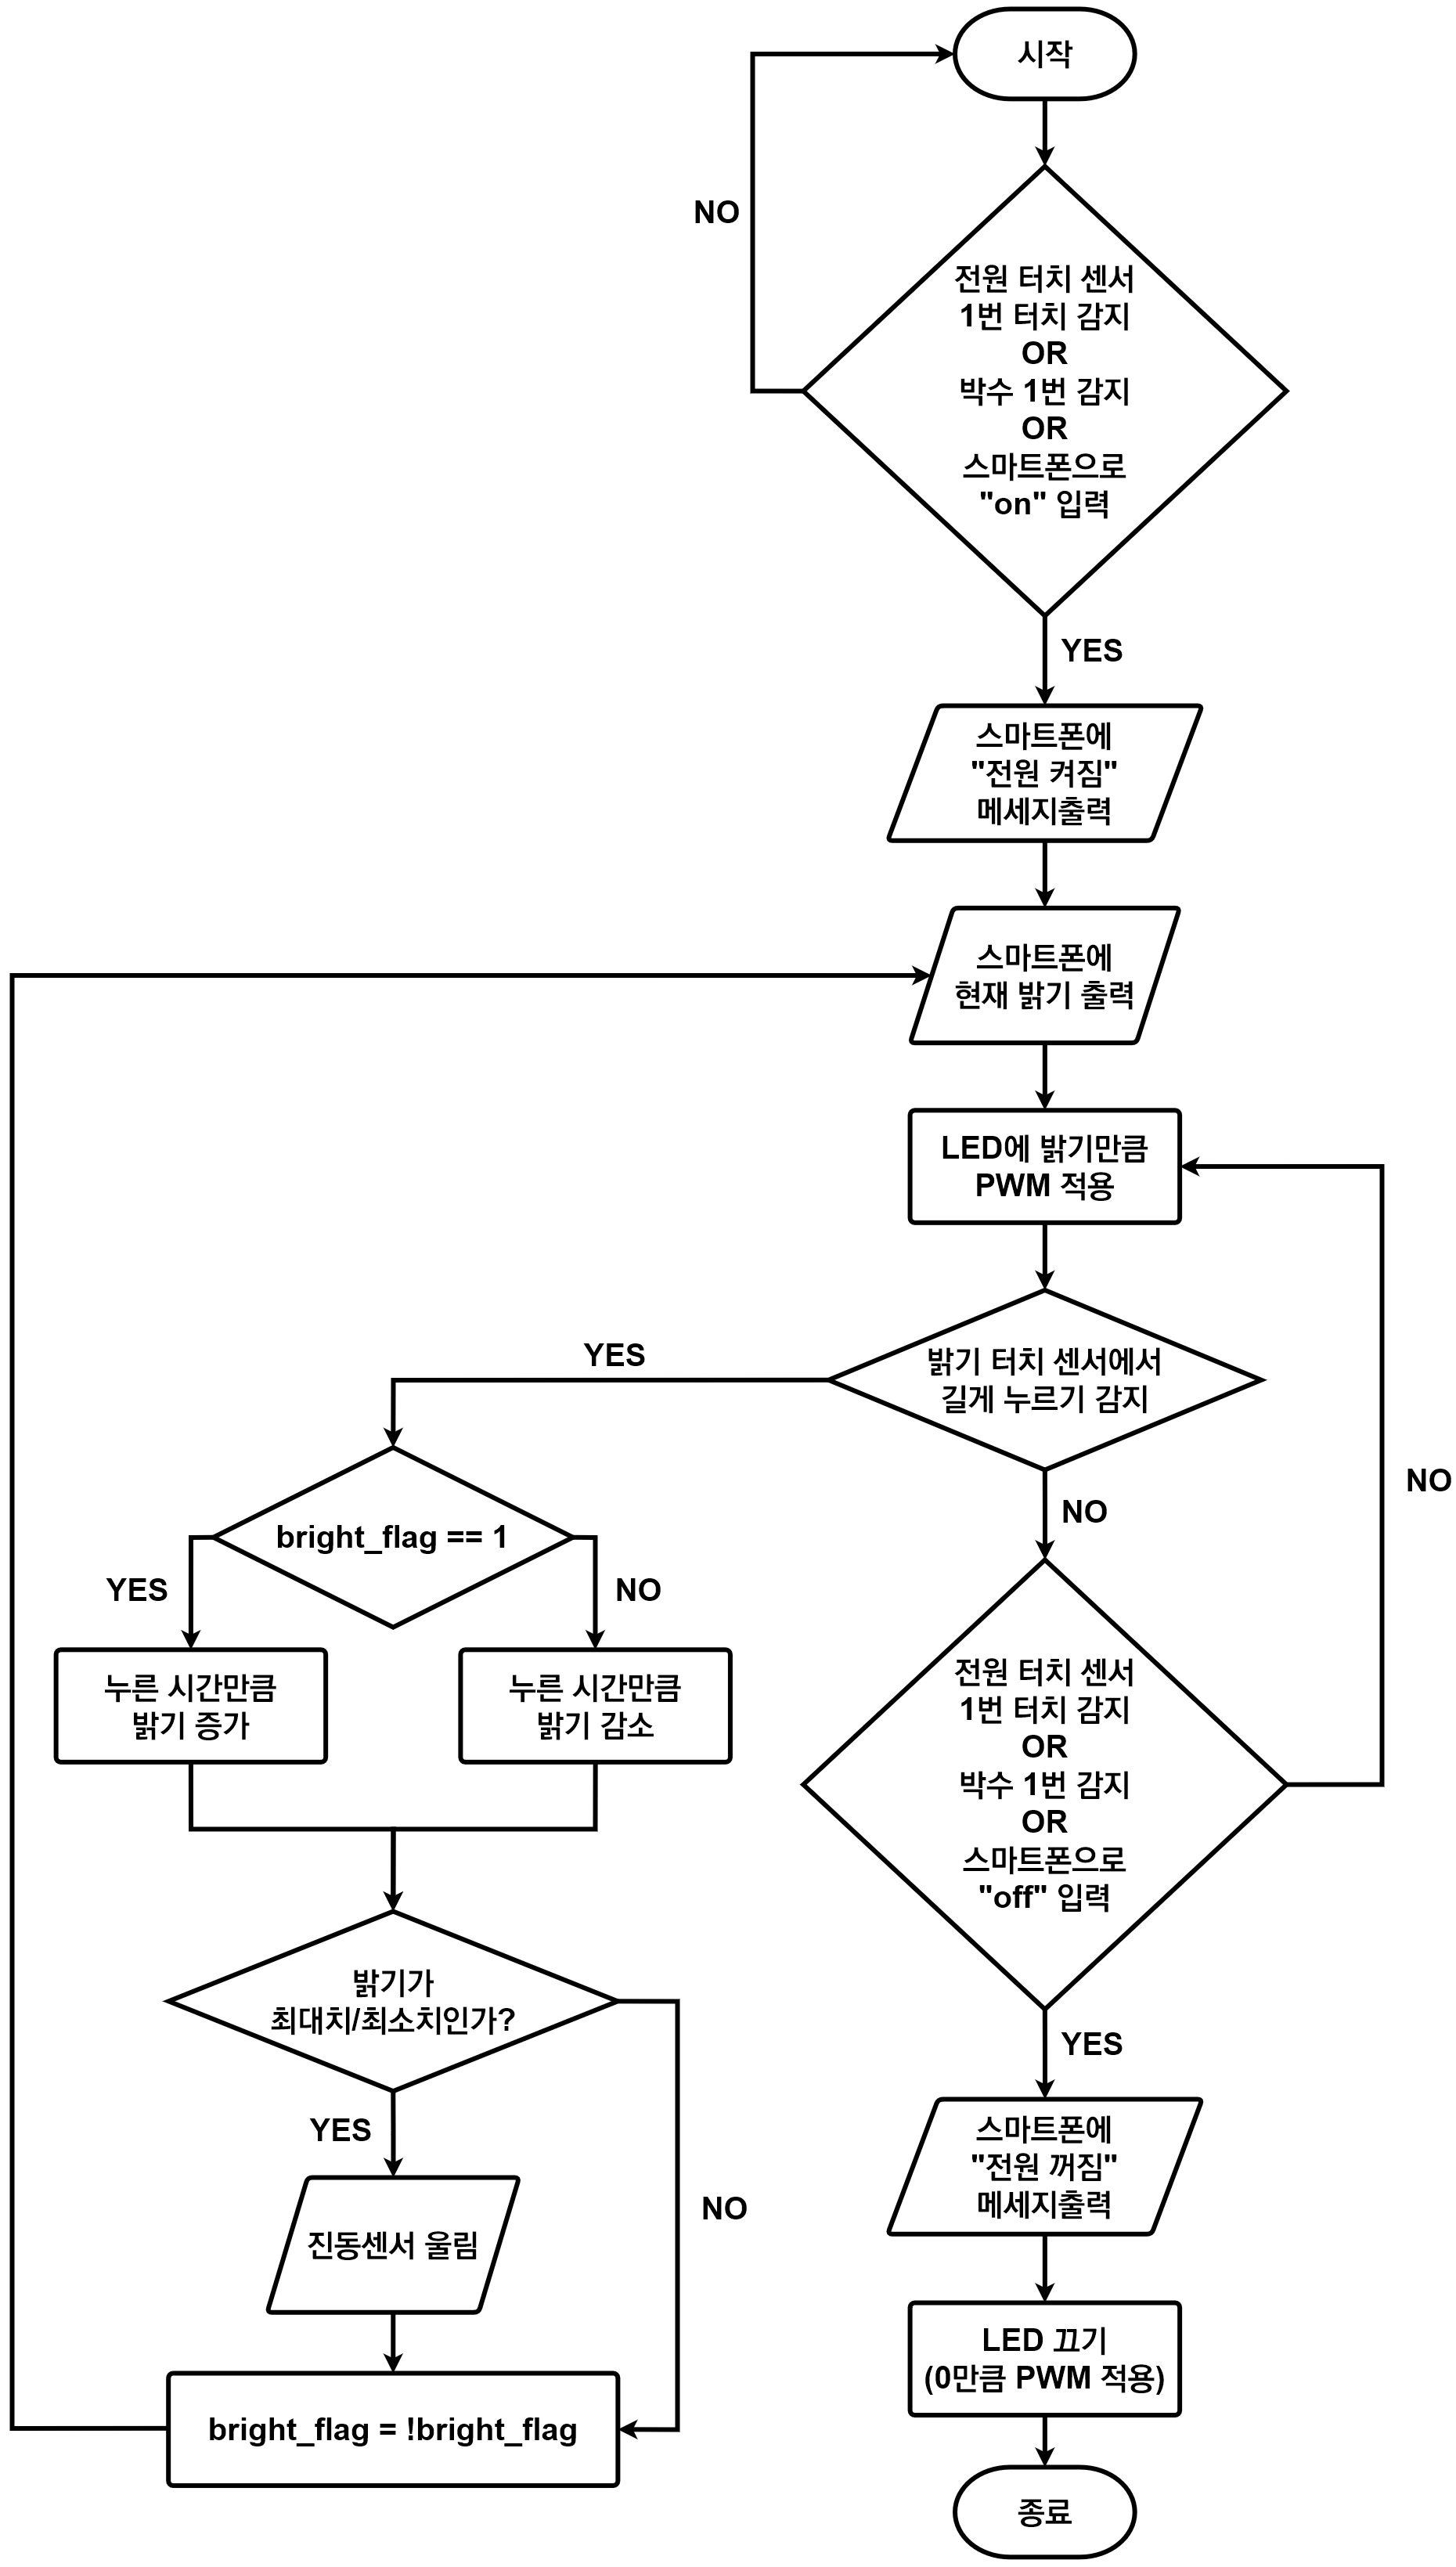 시작
NO
전원 터치 센서
1번 터치 감지
OR
박수 1번 감지
OR
스마트폰으로
"on" 입력
YES
스마트폰에
"전원 켜짐"
메세지출력
스마트폰에
현재 밝기 출력
LED에 밝기만큼
PWM 적용
밝기 터치 센서에서
길게 누르기 감지
YES
NO
bright_flag == 1
YES
NO
누른 시간만큼
밝기 증가
누른 시간만큼
밝기 감소
밝기가
최대치/최소치인가?
YES
NO
진동센서 울림
bright_flag = !bright_flag
전원 터치 센서
1번 터치 감지
OR
박수 1번 감지
OR
스마트폰으로
"off" 입력
NO
YES
스마트폰에
"전원 꺼짐"
메세지출력
LED 끄기
(0만큼 PWM 적용)
종료